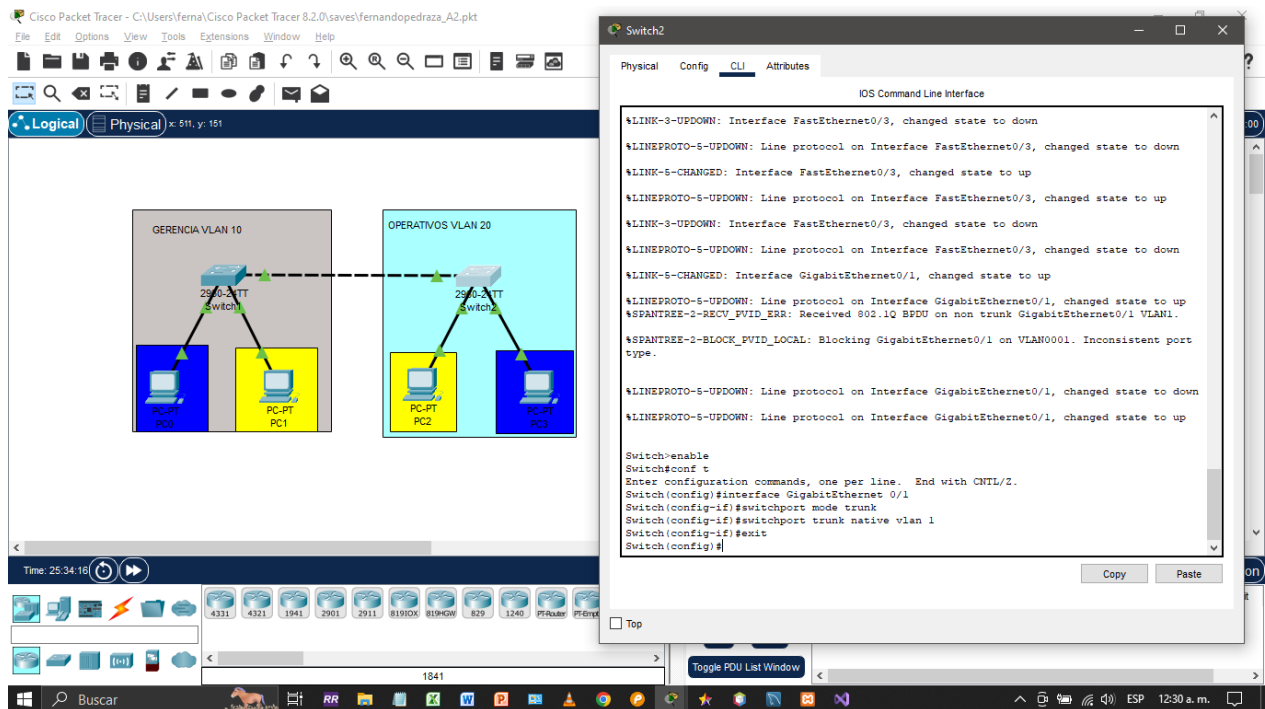 Cisco Packet Tracer - C:\Users\ferna\Cisco Packet Tracer 8.2.0\saves\fernandopedraza_A2.pkt
File Edit Options View Tools Extensions Window Help
Logical
Physical
x: 511, y: 151
GERENCIA VLAN 10
OPERATIVOS VLAN 20
2960-24TT
Switch1
2960-24TT
Switch2
PC-PT
PC0
PC-PT
PC1
PC-PT
PC2
PC-PT
PC3
Switch2
Physical Config CLI Attributes
IOS Command Line Interface
%LINK-3-UPDOWN: Interface FastEthernet0/3, changed state to down
%LINEPROTO-5-UPDOWN: Line protocol on Interface FastEthernet0/3, changed state to down
%LINK-5-CHANGED: Interface FastEthernet0/3, changed state to up
%LINEPROTO-5-UPDOWN: Line protocol on Interface FastEthernet0/3, changed state to up
%LINK-3-UPDOWN: Interface FastEthernet0/3, changed state to down
%LINEPROTO-5-UPDOWN: Line protocol on Interface FastEthernet0/3, changed state to down
%LINK-5-CHANGED: Interface GigabitEthernet0/1, changed state to up
%LINEPROTO-5-UPDOWN: Line protocol on Interface GigabitEthernet0/1, changed state to up
%SPANTREE-2-RECV_PVID_ERR: Received 802.1Q BPDU on non trunk GigabitEthernet0/1 VLAN1.
%SPANTREE-2-BLOCK_PVID_LOCAL: Blocking GigabitEthernet0/1 on VLAN0001. Inconsistent port
type.
%LINEPROTO-5-UPDOWN: Line protocol on Interface GigabitEthernet0/1, changed state to down
%LINEPROTO-5-UPDOWN: Line protocol on Interface GigabitEthernet0/1, changed state to up
Switch>enable
Switch#conf t
Enter configuration commands, one per line. End with CNTL/Z.
Switch(config)#interface GigabitEthernet 0/1
Switch(config-if)#switchport mode trunk
Switch(config-if)#switchport trunk native vlan 1
Switch(config-if)#exit
Switch(config)#
Copy Paste
Top
:00
?
Time: 25:34:16
on
4331 4321 1941 2901 2911 819IOX 819HGW 829 1240 PT-Router PT-Empt
1841
Toggle PDU List Window
Buscar
RR
ESP 12:30 a. m.